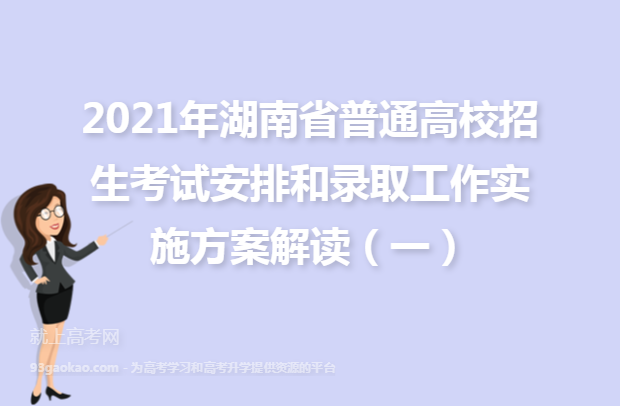 2021年湖南省普通高校招
生考试安排和录取工作实
施方案解读（一）
就上高考网
93gaokao.com - 为高考学习和高考升学提供资源的平台